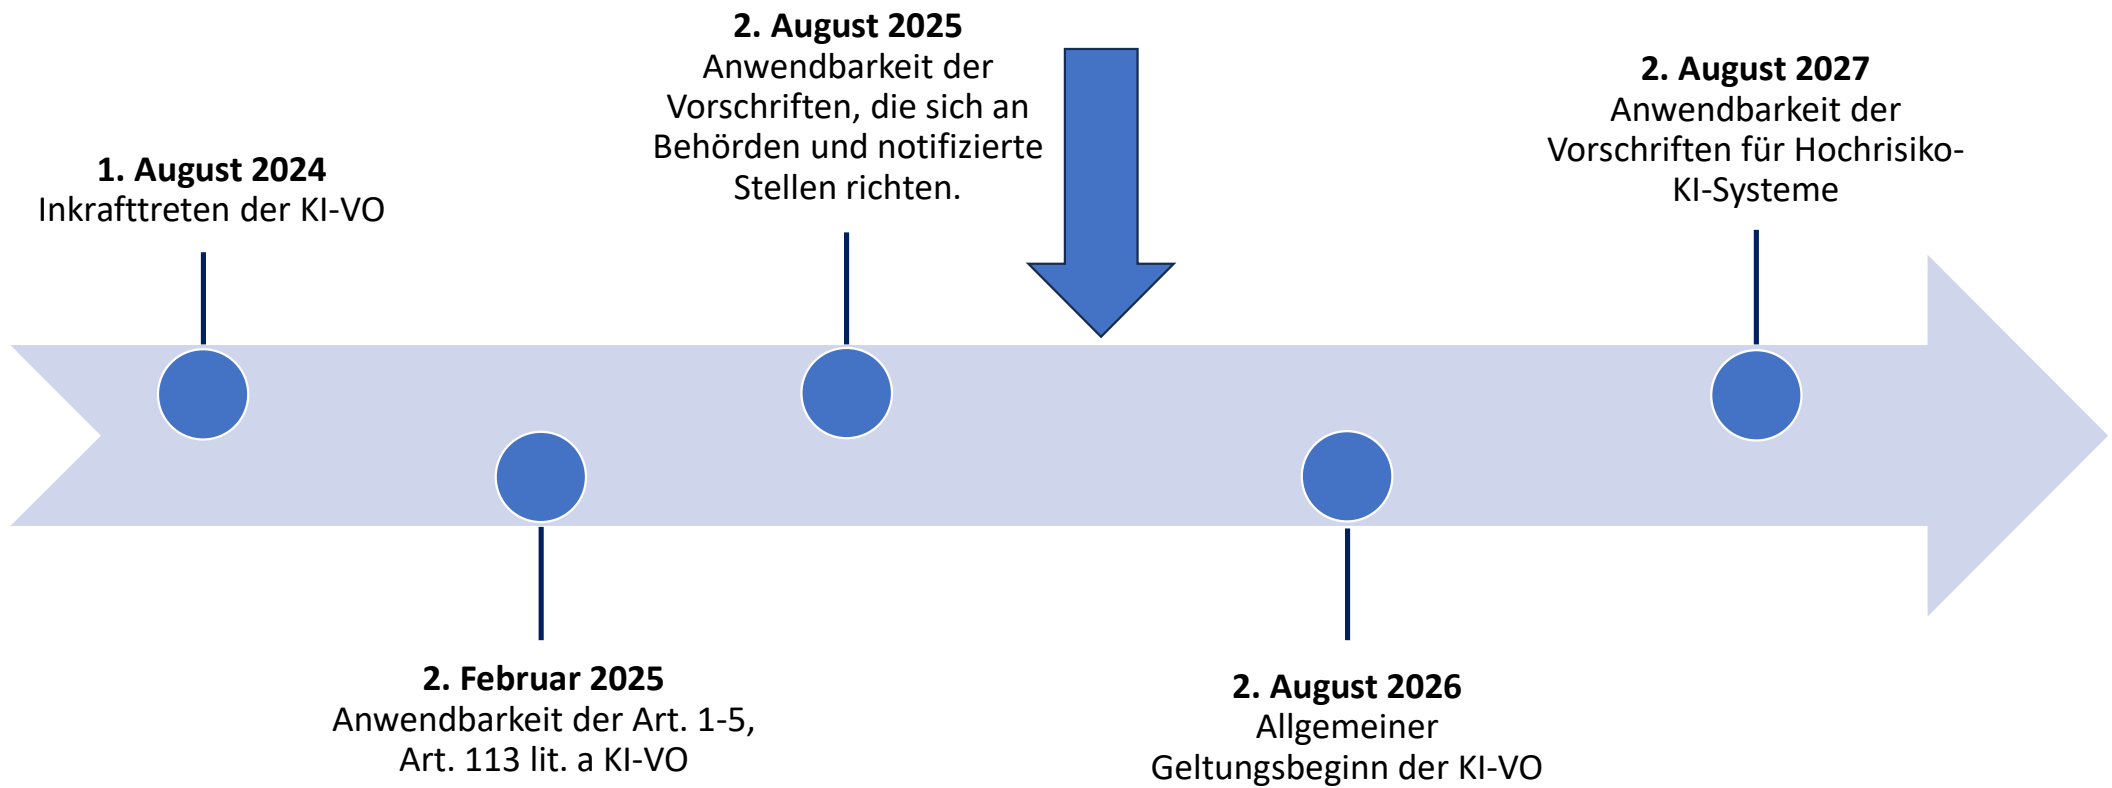 1. August 2024
Inkrafttreten der KI-VO
2. Februar 2025
Anwendbarkeit der Art. 1-5,
Art. 113 lit. a KI-VO
2. August 2025
Anwendbarkeit der
Vorschriften, die sich an
Behörden und notifizierte
Stellen richten.
2. August 2026
Allgemeiner
Geltungsbeginn der KI-VO
2. August 2027
Anwendbarkeit der
Vorschriften für Hochrisiko-
KI-Systeme